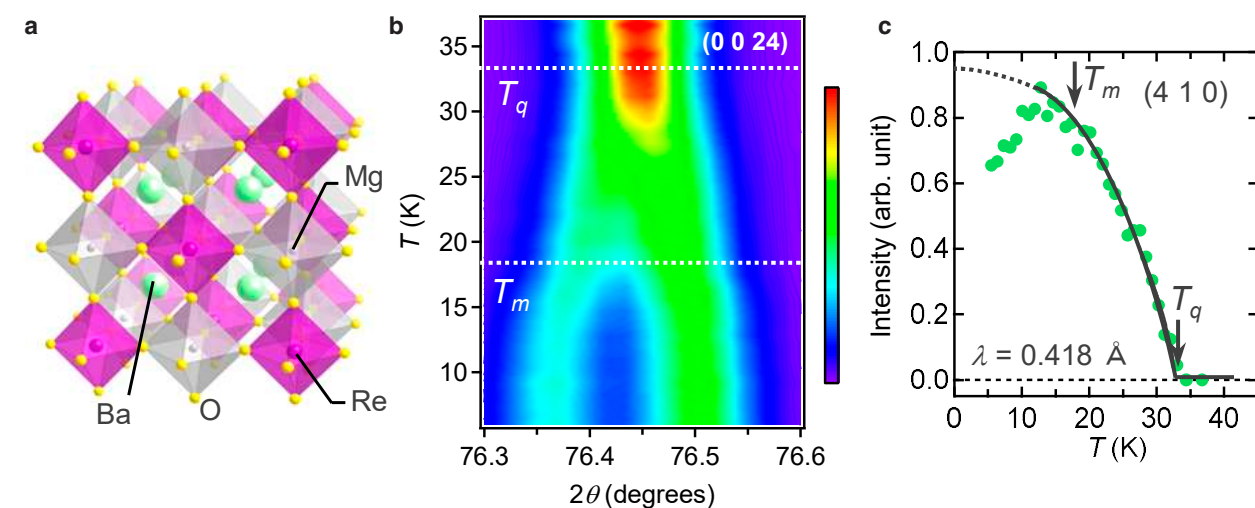 a
Mg
Ba
O
Re
b
(0 0 24)
T_q
T_m
35
30
25
20
15
10
T (K)
76.3
76.4
76.5
76.6
2θ (degrees)
c
1.0
0.8
0.6
0.4
0.2
0.0
Intensity (arb. unit)
T_m
(4 1 0)
T_q
λ = 0.418 Å
0
10
20
30
40
T (K)